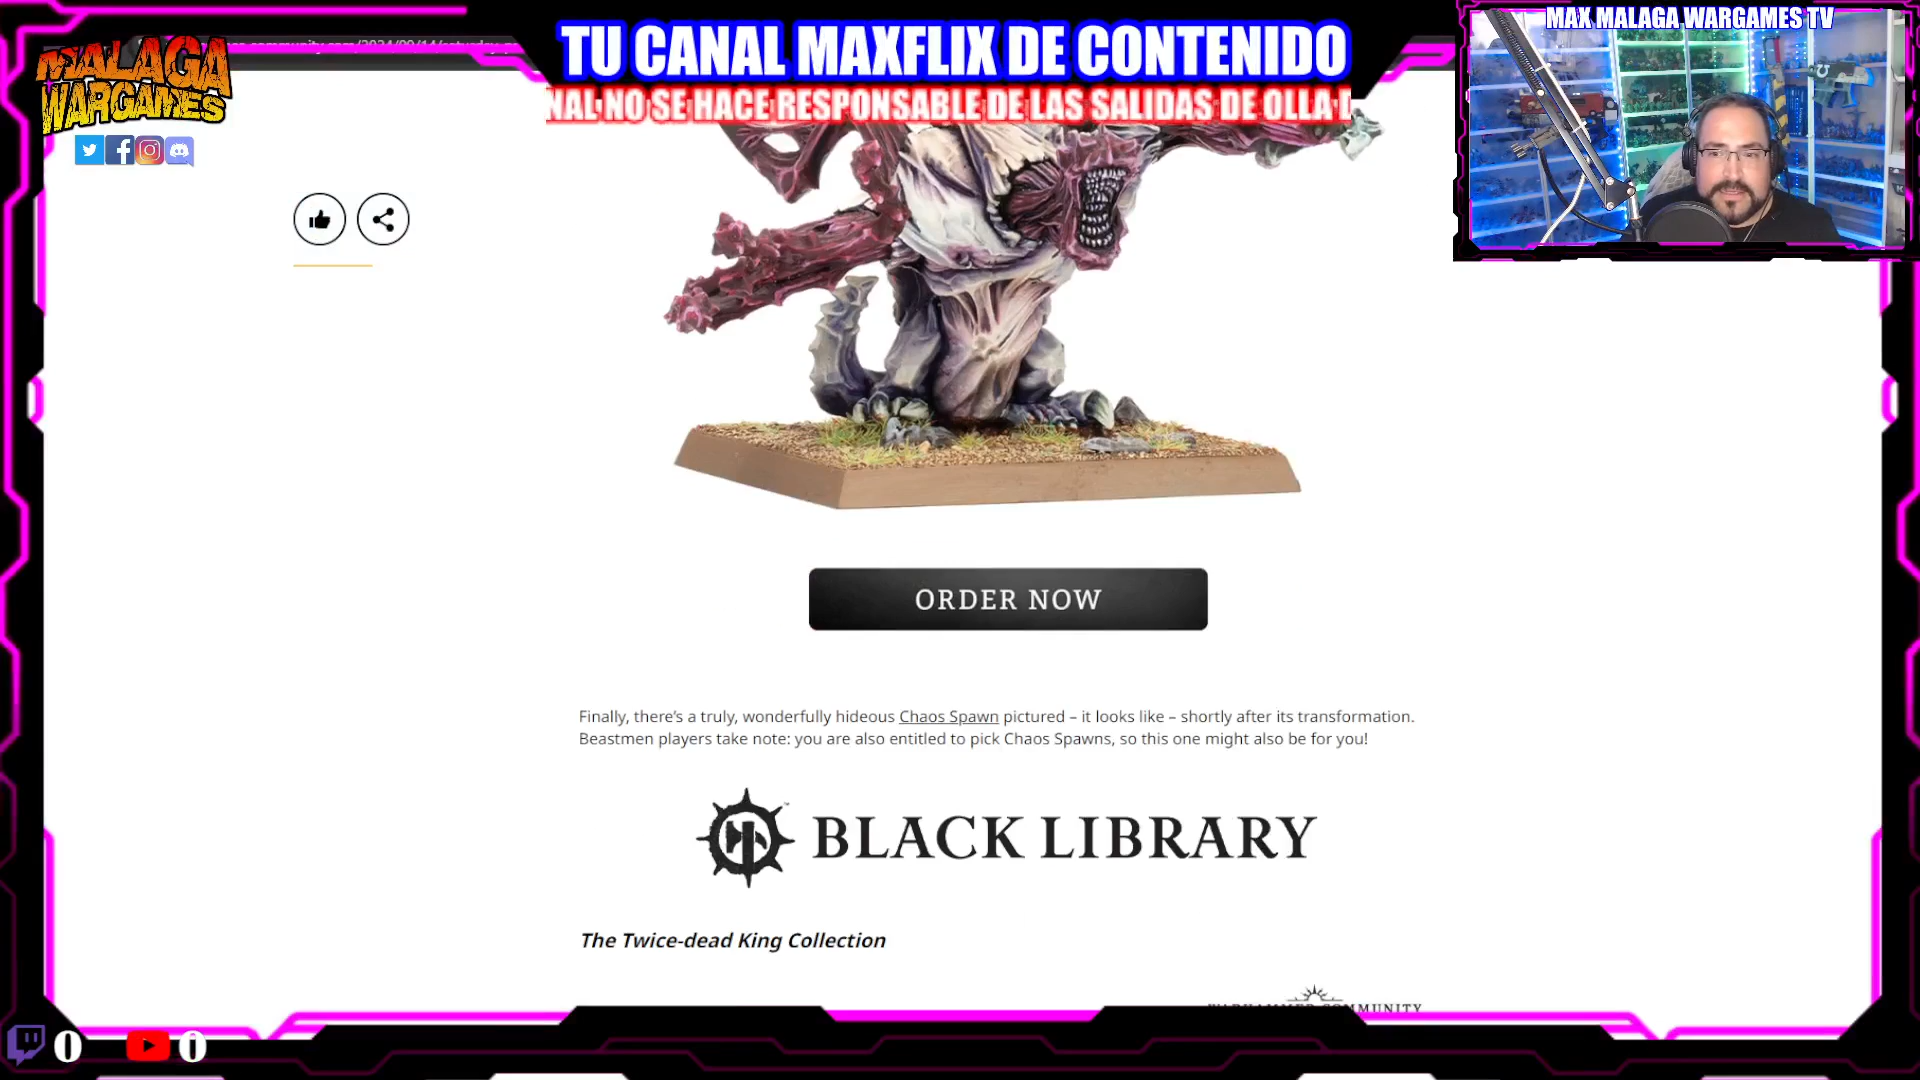 TU CANAL MAXFLIX DE CONTENIDO
NO SE HACE RESPONSABLE DE LAS SALIDAS DE OLLA
MAX MALAGA WARGAMES TV
MALAGA
WARGAMES
ORDER NOW
Finally, there's a truly, wonderfully hideous Chaos Spawn pictured – it looks like – shortly after its transformation.
Beastmen players take note: you are also entitled to pick Chaos Spawns, so this one might also be for you!
BLACK LIBRARY
The Twice-dead King Collection
WARHAMMER COMMUNITY
0
0